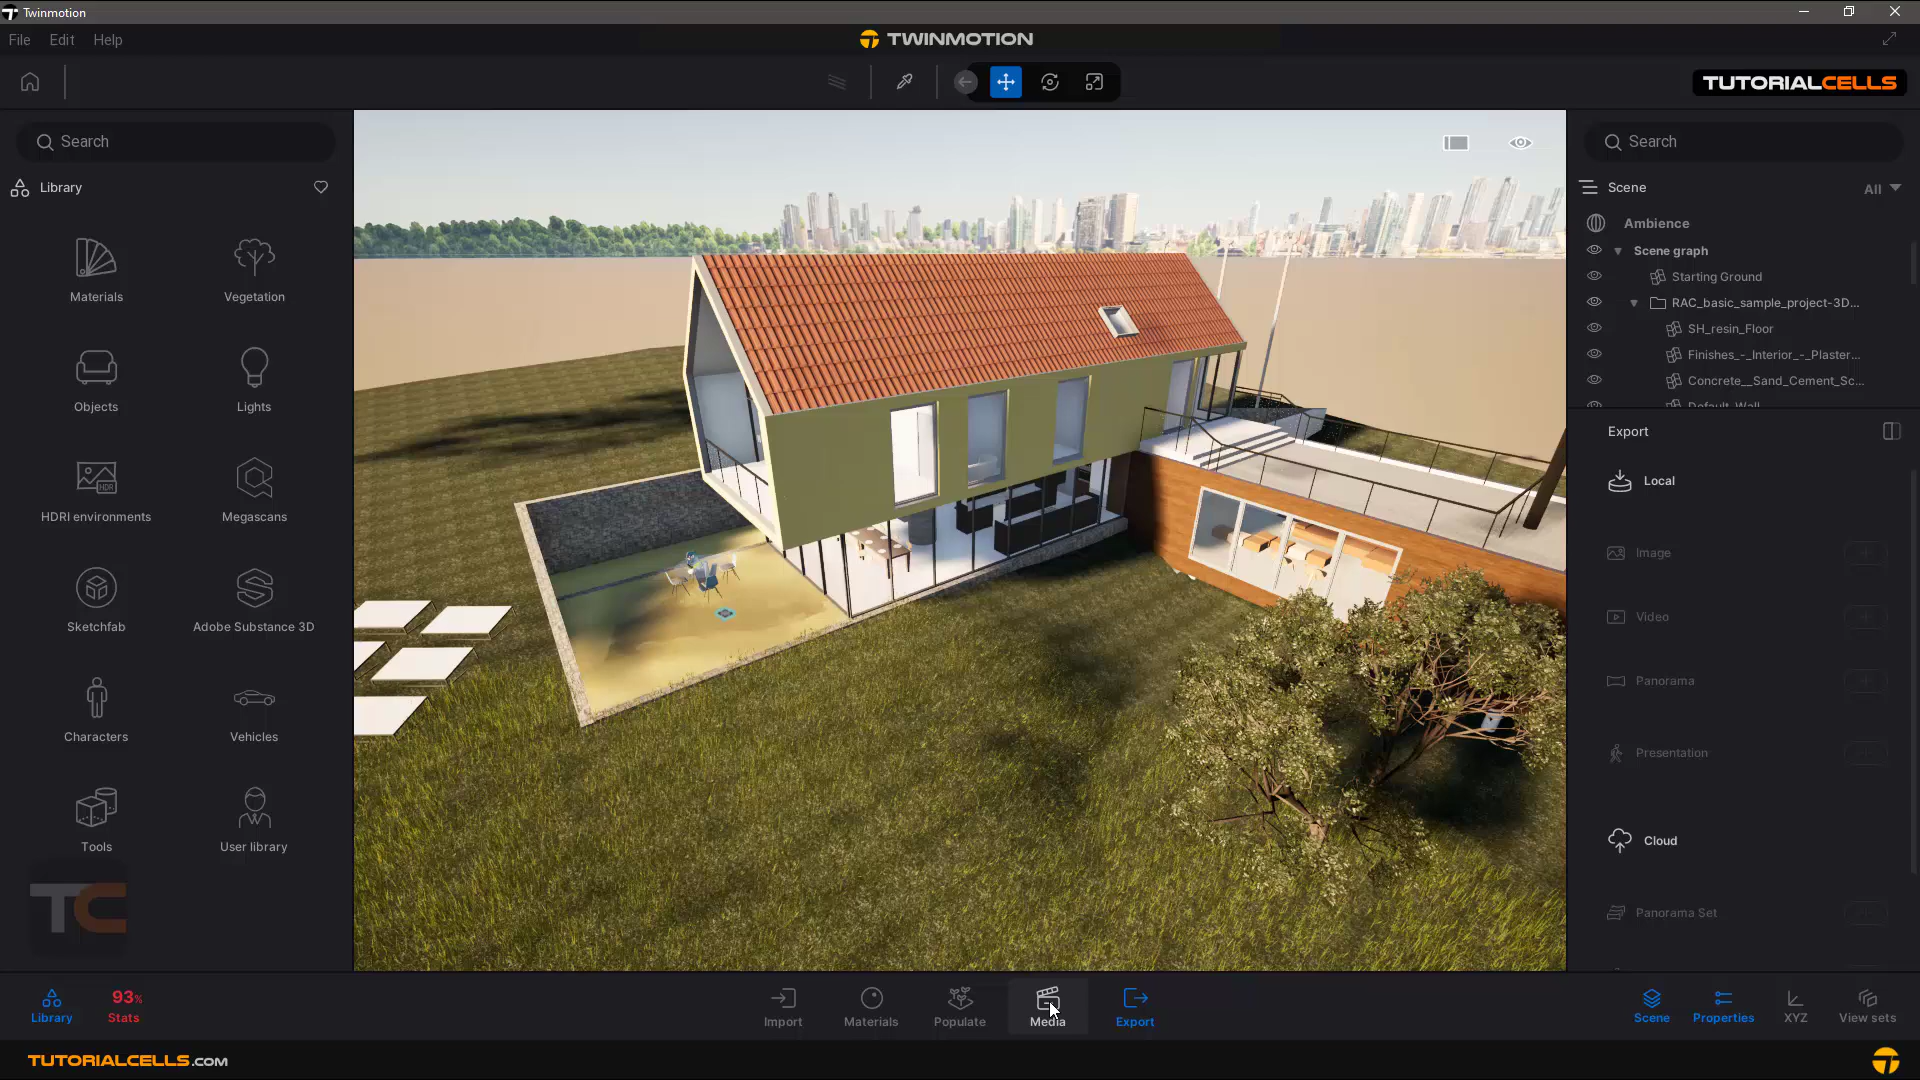 Twinmotion
File Edit Help
TWINMOTION
TUTORIALCELLS
Search
Library
Materials
Vegetation
Objects
Lights
HDR
HDRI environments
Megascans
Sketchfab
Adobe Substance 3D
Characters
Vehicles
Tools
User library
TC
Search
Scene
All
Ambience
Scene graph
Starting Ground
RAC_basic_sample_project-3D...
SH_resin_Floor
Finishes_-_Interior_-_Plaster...
Concrete__Sand_Cement_Sc...
Default_Wall
Export
Local
Image
Video
Panorama
Presentation
Cloud
Panorama Set
Library
93%
Stats
Import
Materials
Populate
Media
Export
Scene
Properties
XYZ
View sets
TUTORIALCELLS.COM